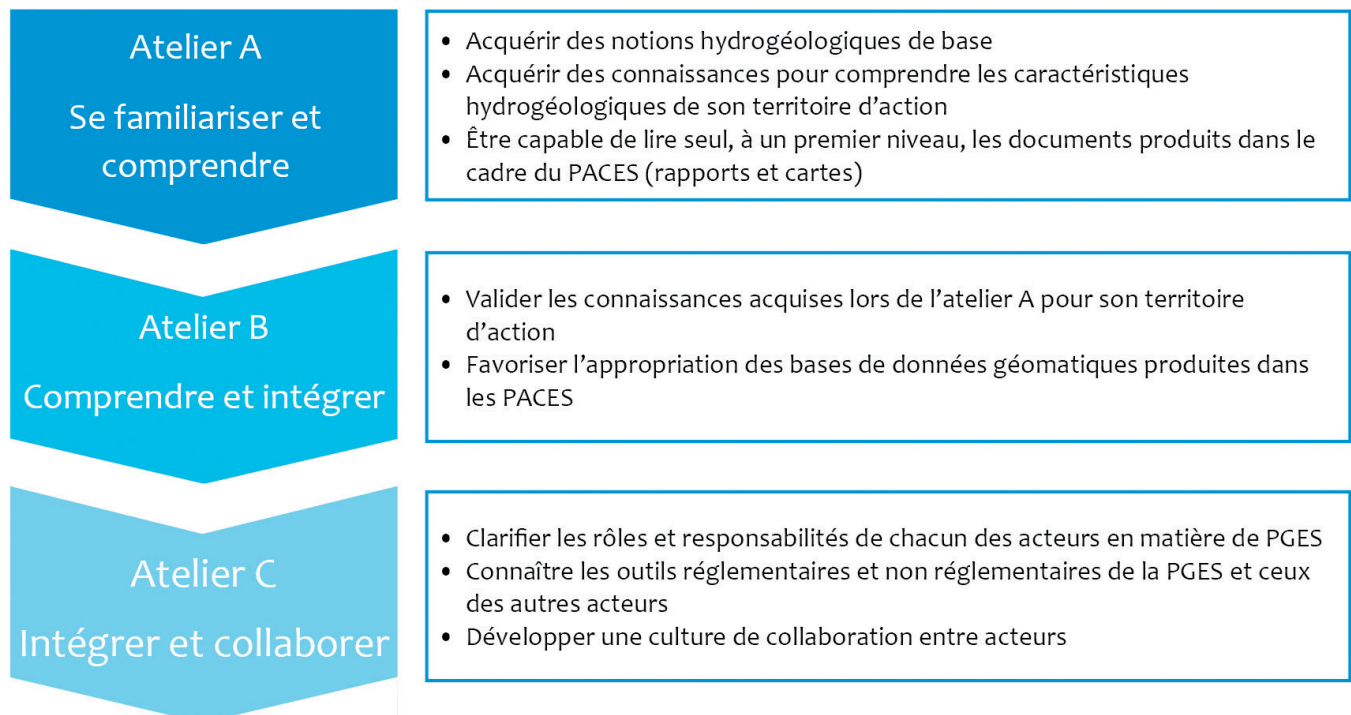 Atelier A
Se familiariser et
comprendre
• Acquérir des notions hydrogéologiques de base
• Acquérir des connaissances pour comprendre les caractéristiques
hydrogéologiques de son territoire d'action
• Être capable de lire seul, à un premier niveau, les documents produits dans le
cadre du PACES (rapports et cartes)
Atelier B
Comprendre et intégrer
• Valider les connaissances acquises lors de l'atelier A pour son territoire
d'action
• Favoriser l'appropriation des bases de données géomatiques produites dans
les PACES
Atelier C
Intégrer et collaborer
• Clarifier les rôles et responsabilités de chacun des acteurs en matière de PGES
• Connaître les outils réglementaires et non réglementaires de la PGES et ceux
des autres acteurs
• Développer une culture de collaboration entre acteurs